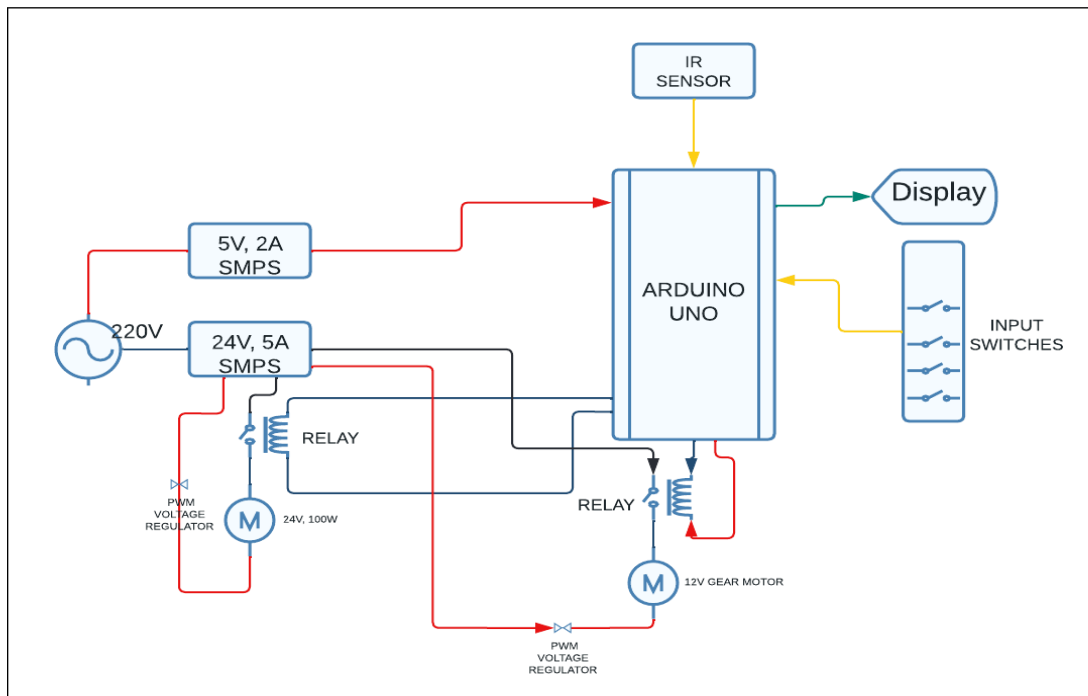 IR
SENSOR
Display
5V, 2A
SMPS
220V
24V, 5A
SMPS
ARDUINO
UNO
INPUT
SWITCHES
RELAY
PWM
VOLTAGE
REGULATOR
M
24V, 100W
RELAY
M
12V GEAR MOTOR
PWM
VOLTAGE
REGULATOR